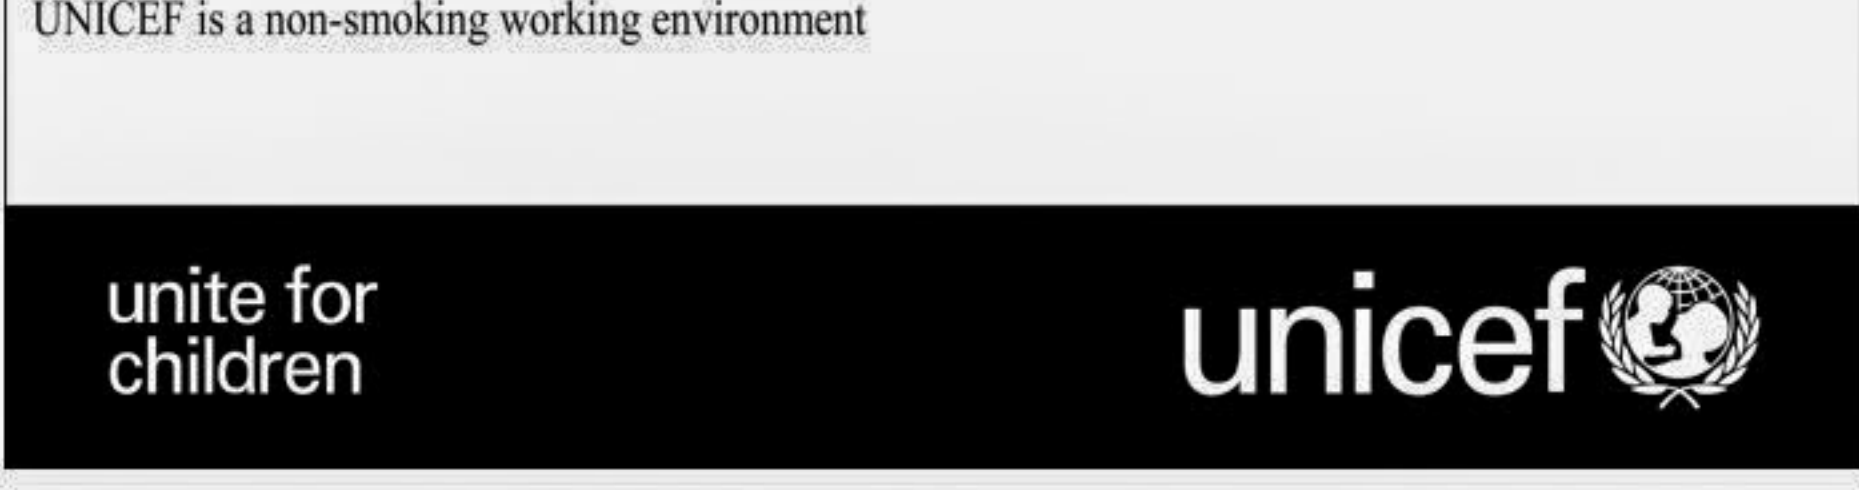 UNICEF is a non-smoking working environment
unite for
children
unicef